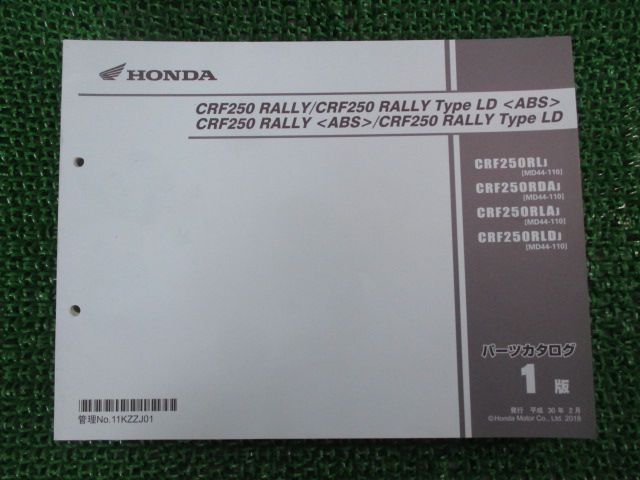 HONDA
CRF250 RALLY/CRF250 RALLY Type LD <ABS>
CRF250 RALLY <ABS>/CRF250 RALLY Type LD
CRF250RLJ
[MD44-110]
CRF250RDAJ
[MD44-110]
CRF250RLAJ
[MD44-110]
CRF250RLDJ
[MD44-110]
パーツカタログ
1 版
発行 平成 30 年 2 月
©Honda Motor Co., Ltd. 2018
管理No.11KZZJ01